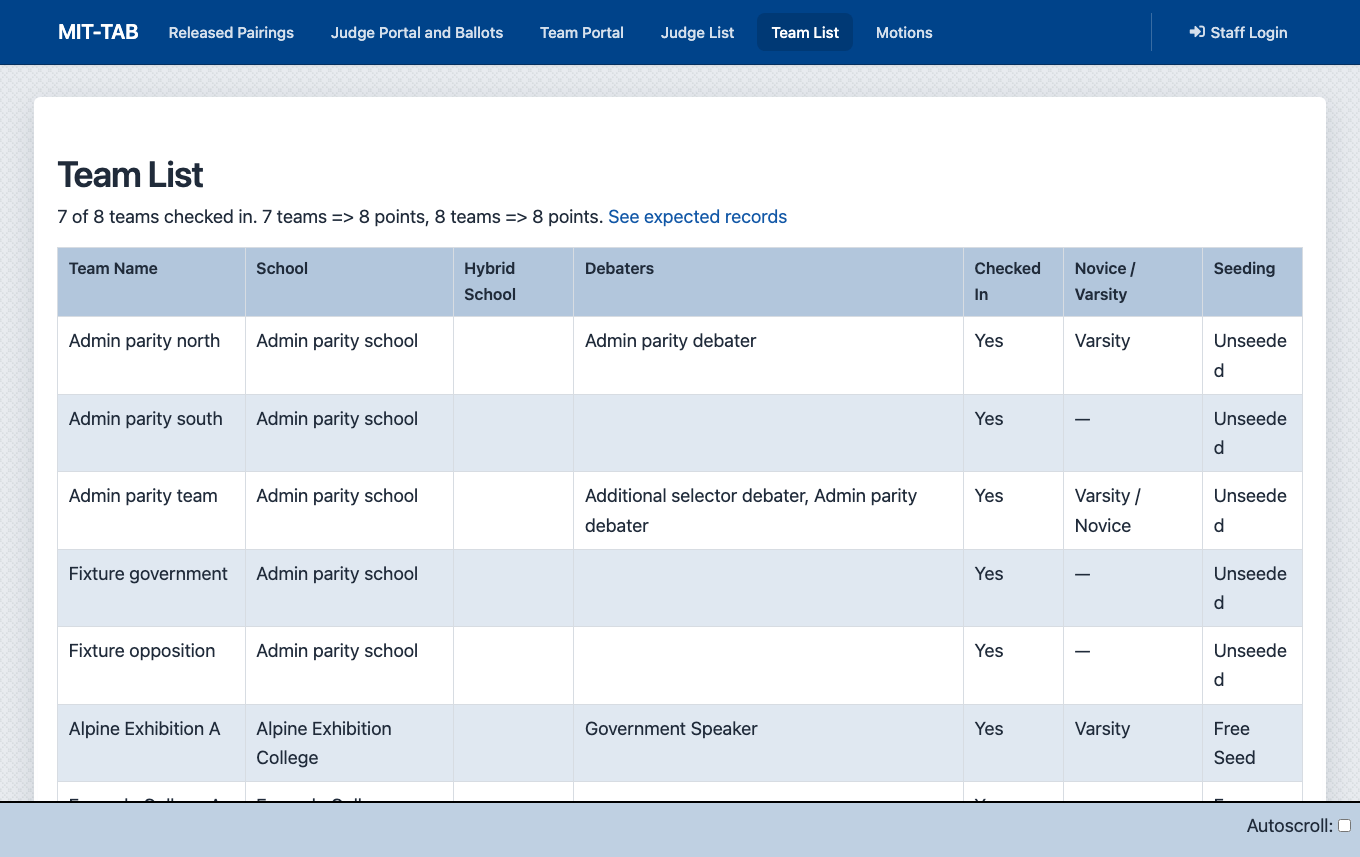 MIT-TAB Released Pairings Judge Portal and Ballots Team Portal Judge List Team List Motions Staff Login
Team List
7 of 8 teams checked in. 7 teams => 8 points, 8 teams => 8 points. See expected records
Team Name School Hybrid School Debaters Checked In Novice / Varsity Seeding
Admin parity north Admin parity school Admin parity debater Yes Varsity Unseeded
Admin parity south Admin parity school Yes — Unseeded
Admin parity team Admin parity school Additional selector debater, Admin parity debater Yes Varsity / Novice Unseeded
Fixture government Admin parity school Yes — Unseeded
Fixture opposition Admin parity school Yes — Unseeded
Alpine Exhibition A Alpine Exhibition College Government Speaker Yes Varsity Free Seed
Autoscroll: